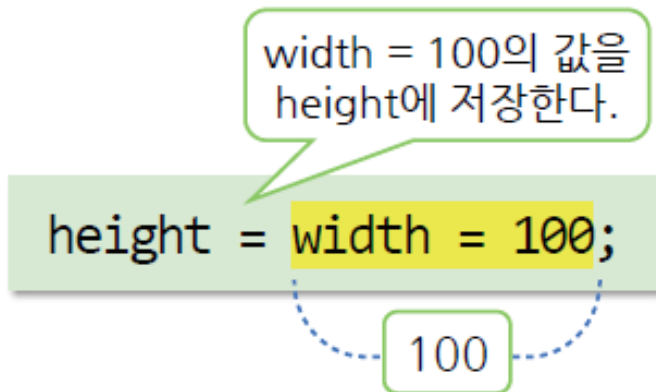 width = 100의 값을
height에 저장한다.
height = width = 100;
100